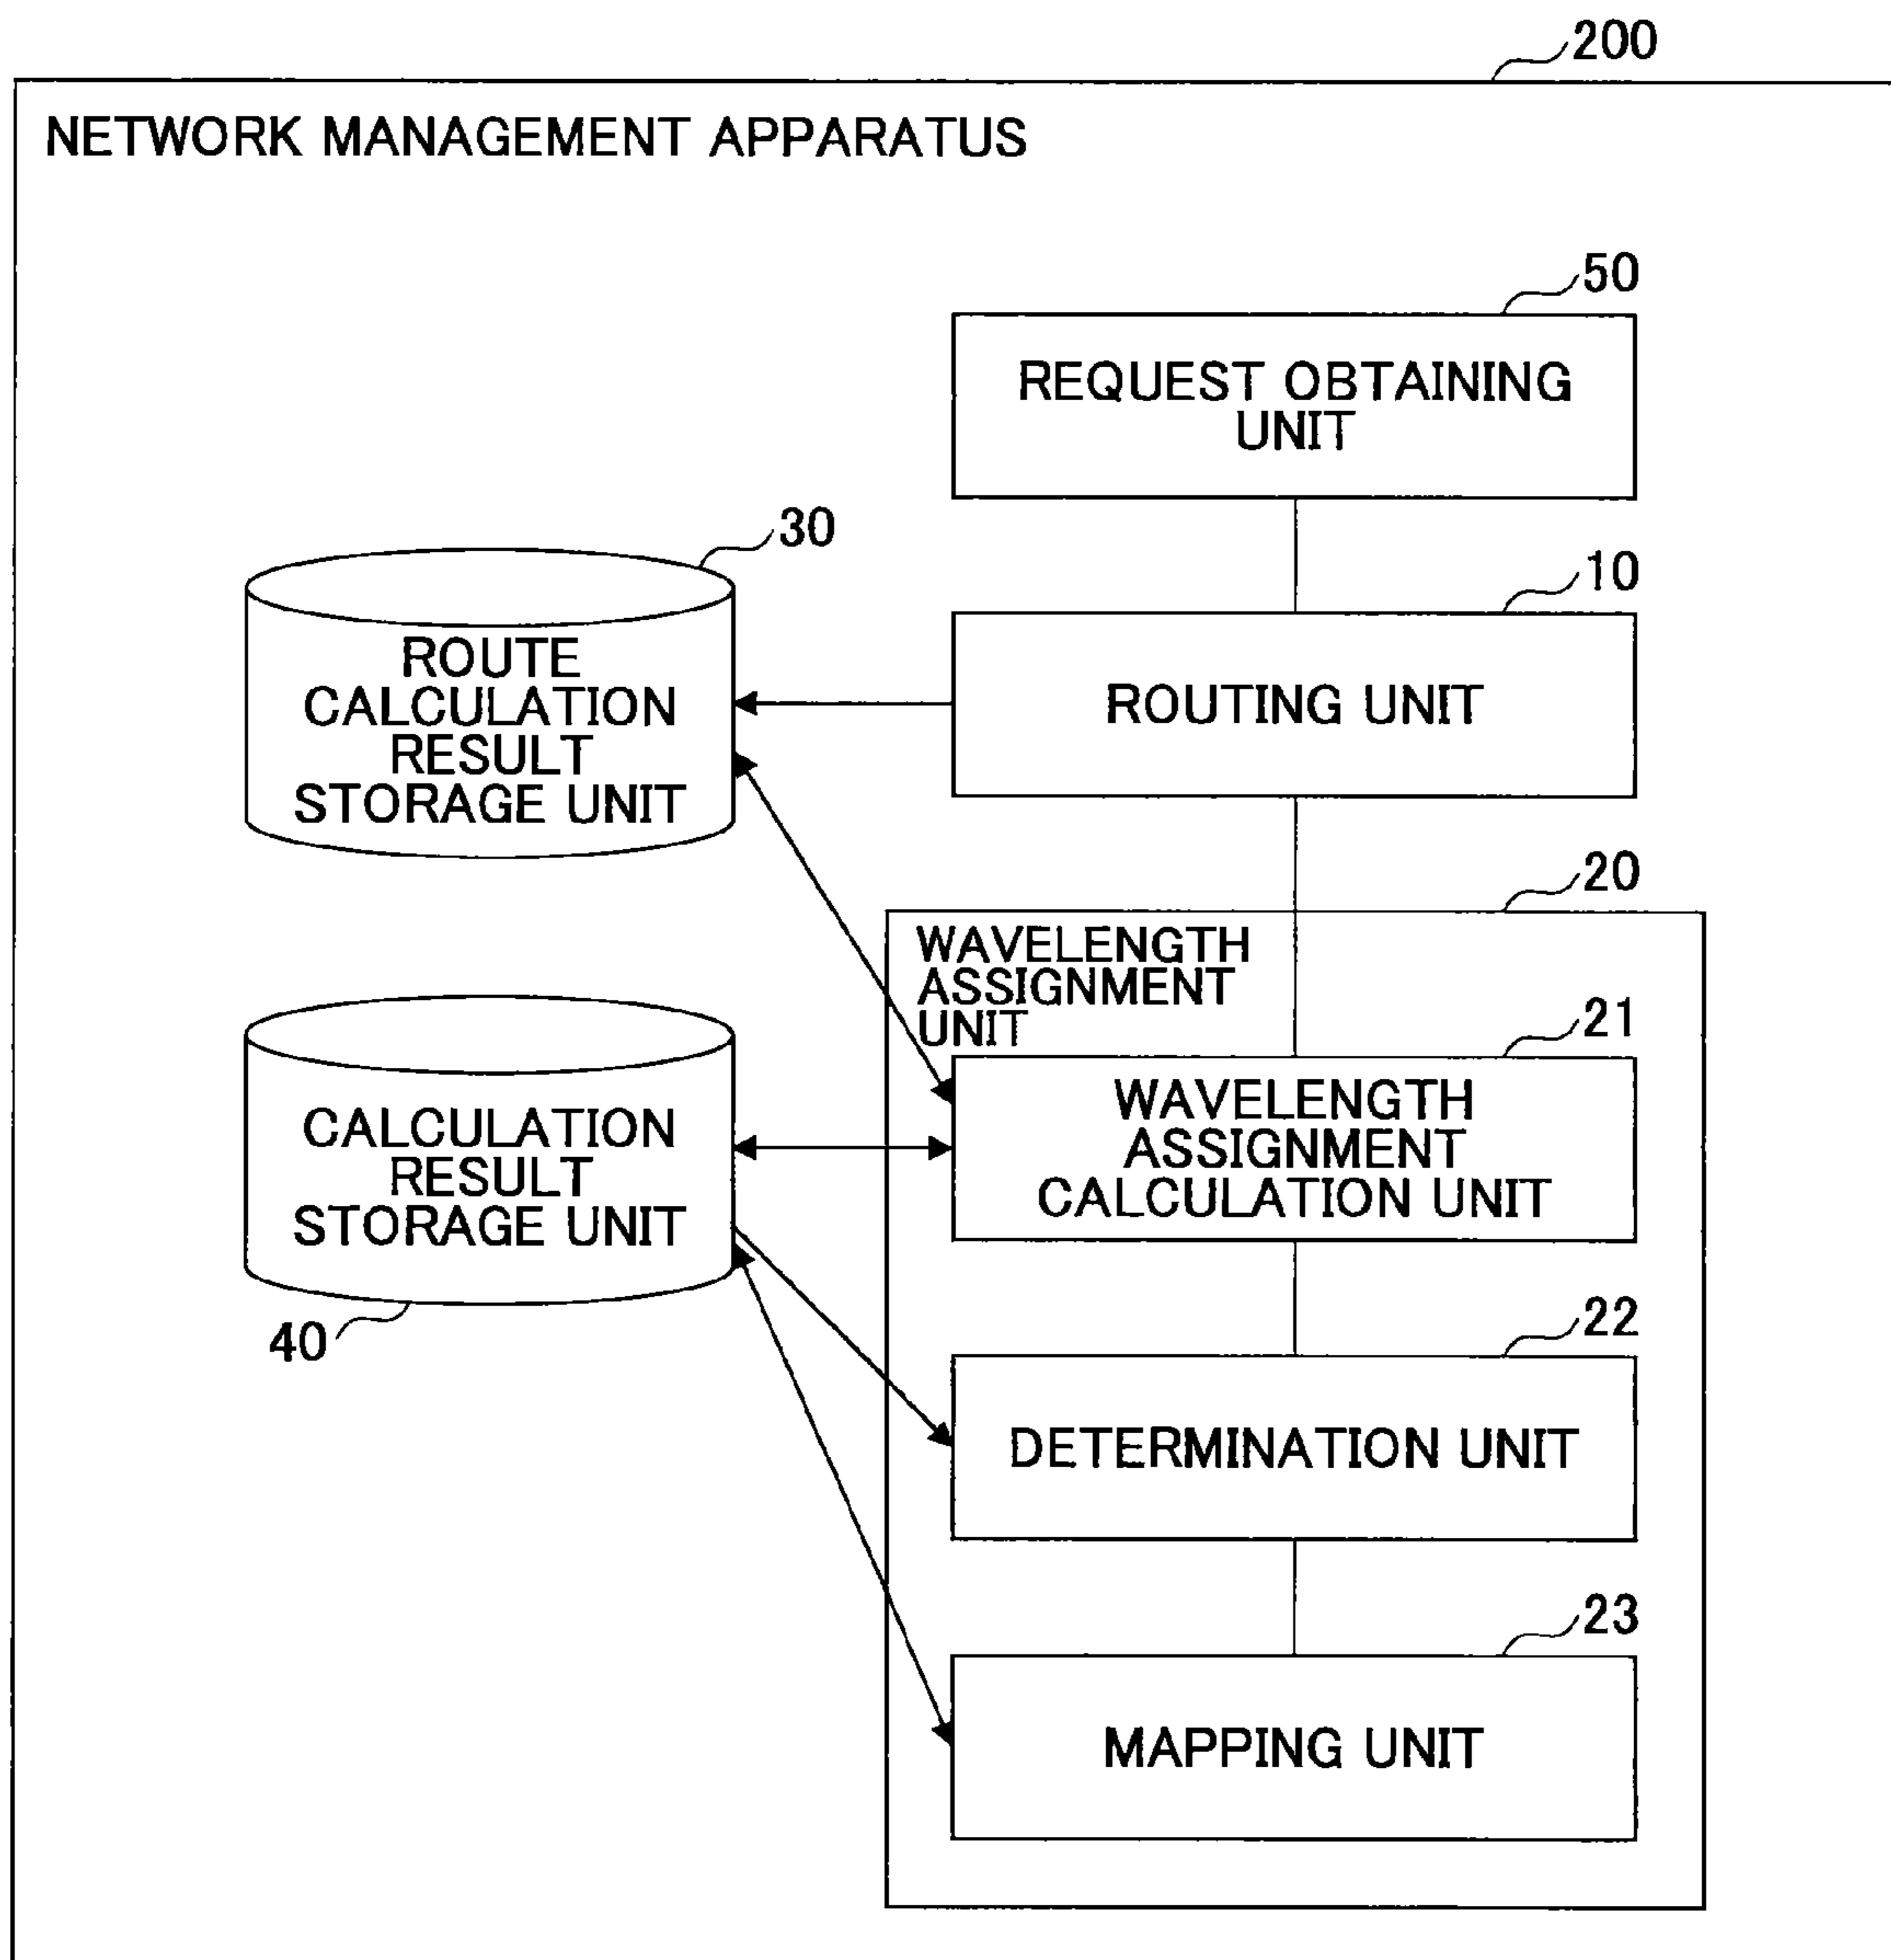 200
NETWORK MANAGEMENT APPARATUS
50
REQUEST OBTAINING
UNIT
30
ROUTE
CALCULATION
RESULT
STORAGE UNIT
10
ROUTING UNIT
20
WAVELENGTH
ASSIGNMENT
UNIT
21
WAVELENGTH
ASSIGNMENT
CALCULATION UNIT
CALCULATION
RESULT
STORAGE UNIT
40
22
DETERMINATION UNIT
23
MAPPING UNIT